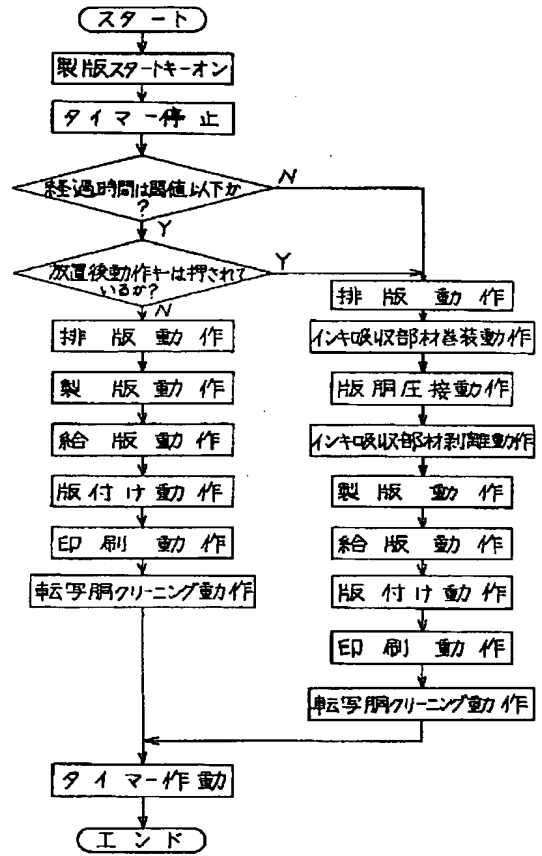 スタート
製版スタートキーオン
タイマー停止
経過時間は閾値以下か
?
N
Y
放置後動作キーは押されて
いるか?
Y
N
排版動作
製版動作
給版動作
版付け動作
印刷動作
転写胴クリーニング動作
排版動作
インキ吸収部材巻装動作
版胴圧接動作
インキ吸収部材剥離動作
製版動作
給版動作
版付け動作
印刷動作
転写胴クリーニング動作
タイマー作動
エンド